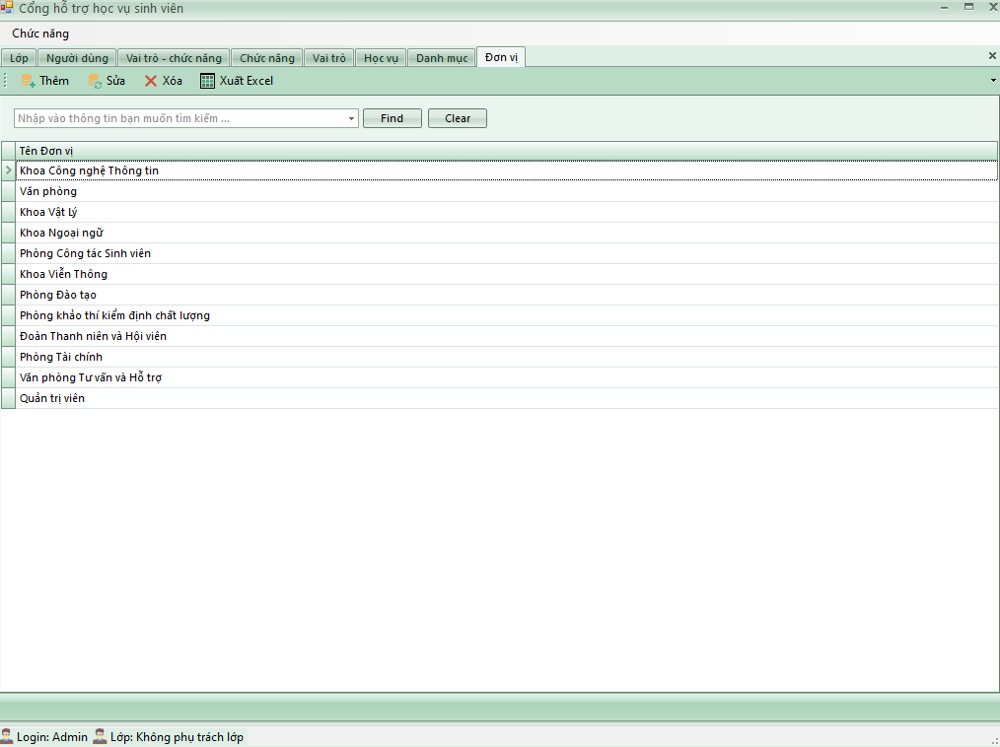 Cổng hỗ trợ học vụ sinh viên
Chức năng
Lớp Người dùng Vai trò - chức năng Chức năng Vai trò Học vụ Danh mục Đơn vị
Thêm Sửa Xóa Xuất Excel
Nhập vào thông tin bạn muốn tìm kiếm ... Find Clear
Tên Đơn vị
Khoa Công nghệ Thông tin
Văn phòng
Khoa Vật Lý
Khoa Ngoại ngữ
Phòng Công tác Sinh viên
Khoa Viễn Thông
Phòng Đào tạo
Phòng khảo thí kiểm định chất lượng
Đoàn Thanh niên và Hội viên
Phòng Tài chính
Văn phòng Tư vấn và Hỗ trợ
Quản trị viên
Login: Admin Lớp: Không phụ trách lớp